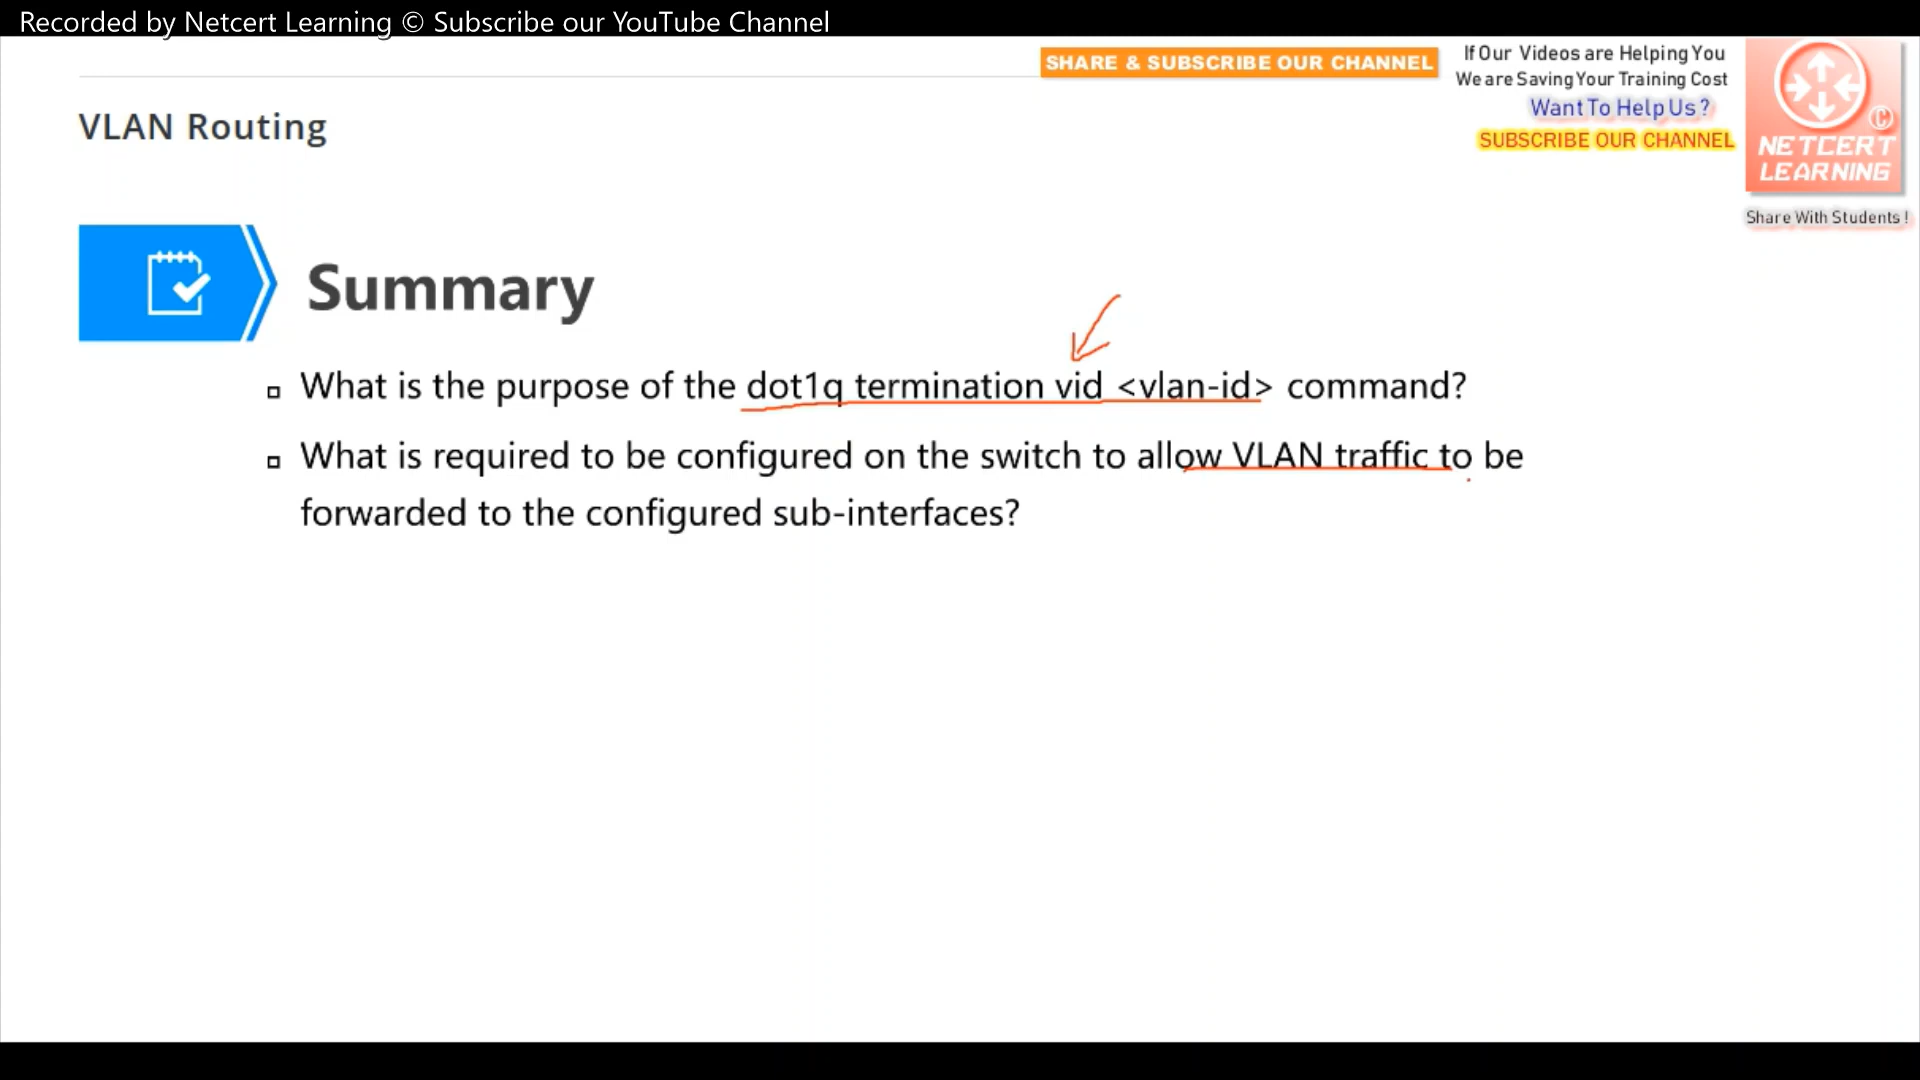 Recorded by Netcert Learning © Subscribe our YouTube Channel
SHARE & SUBSCRIBE OUR CHANNEL
If Our Videos are Helping You
We are Saving Your Training Cost
Want To Help Us ?
SUBSCRIBE OUR CHANNEL
©
NETCERT
LEARNING
Share With Students !
VLAN Routing
Summary
What is the purpose of the dot1q termination vid <vlan-id> command?
What is required to be configured on the switch to allow VLAN traffic to be
forwarded to the configured sub-interfaces?